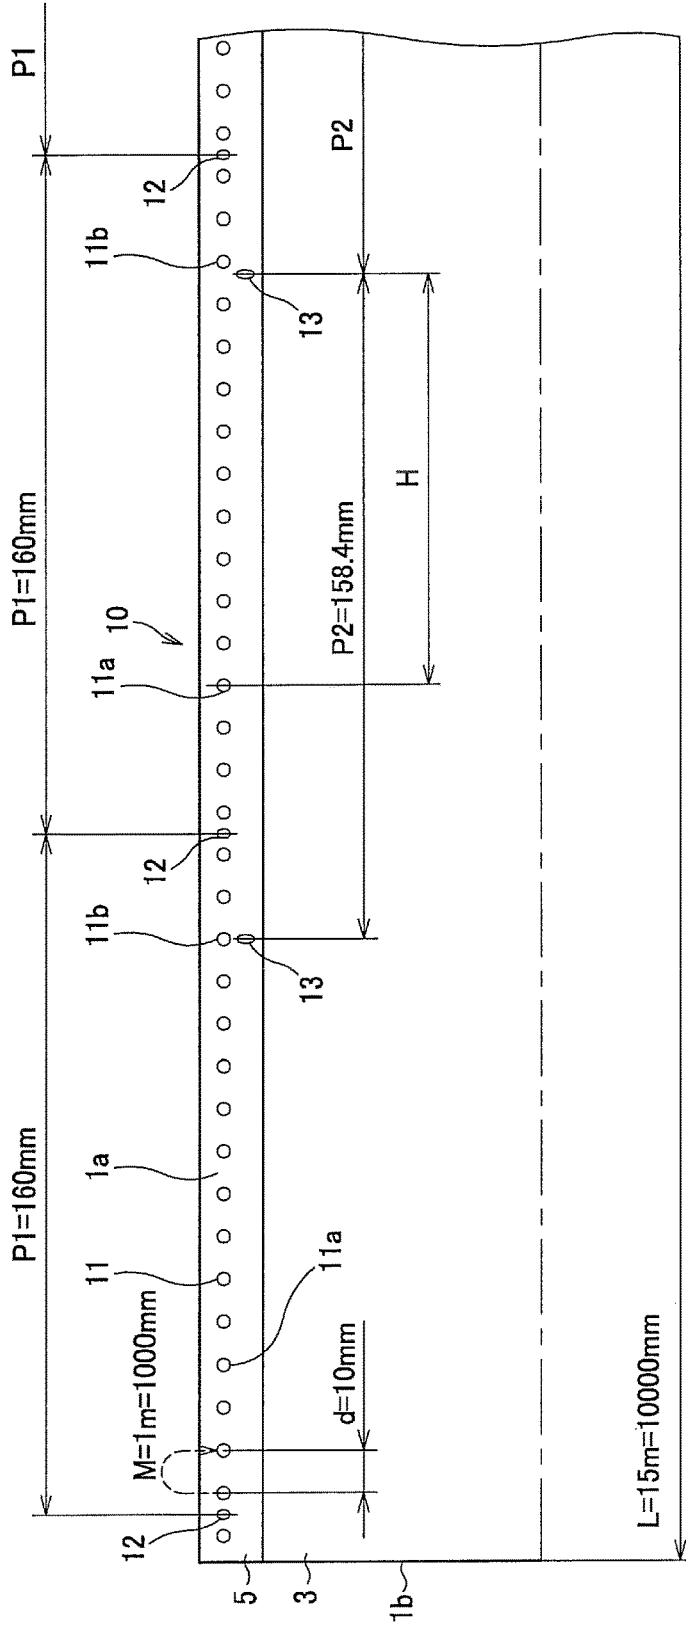 P1=160mm
P1=160mm
P1
12
1a
11
11b
12
11a
10
11b
12
M=1m=1000mm
11a
13
13
d=10mm
P2=158.4mm
P2
H
5
3
1b
L=15m=10000mm